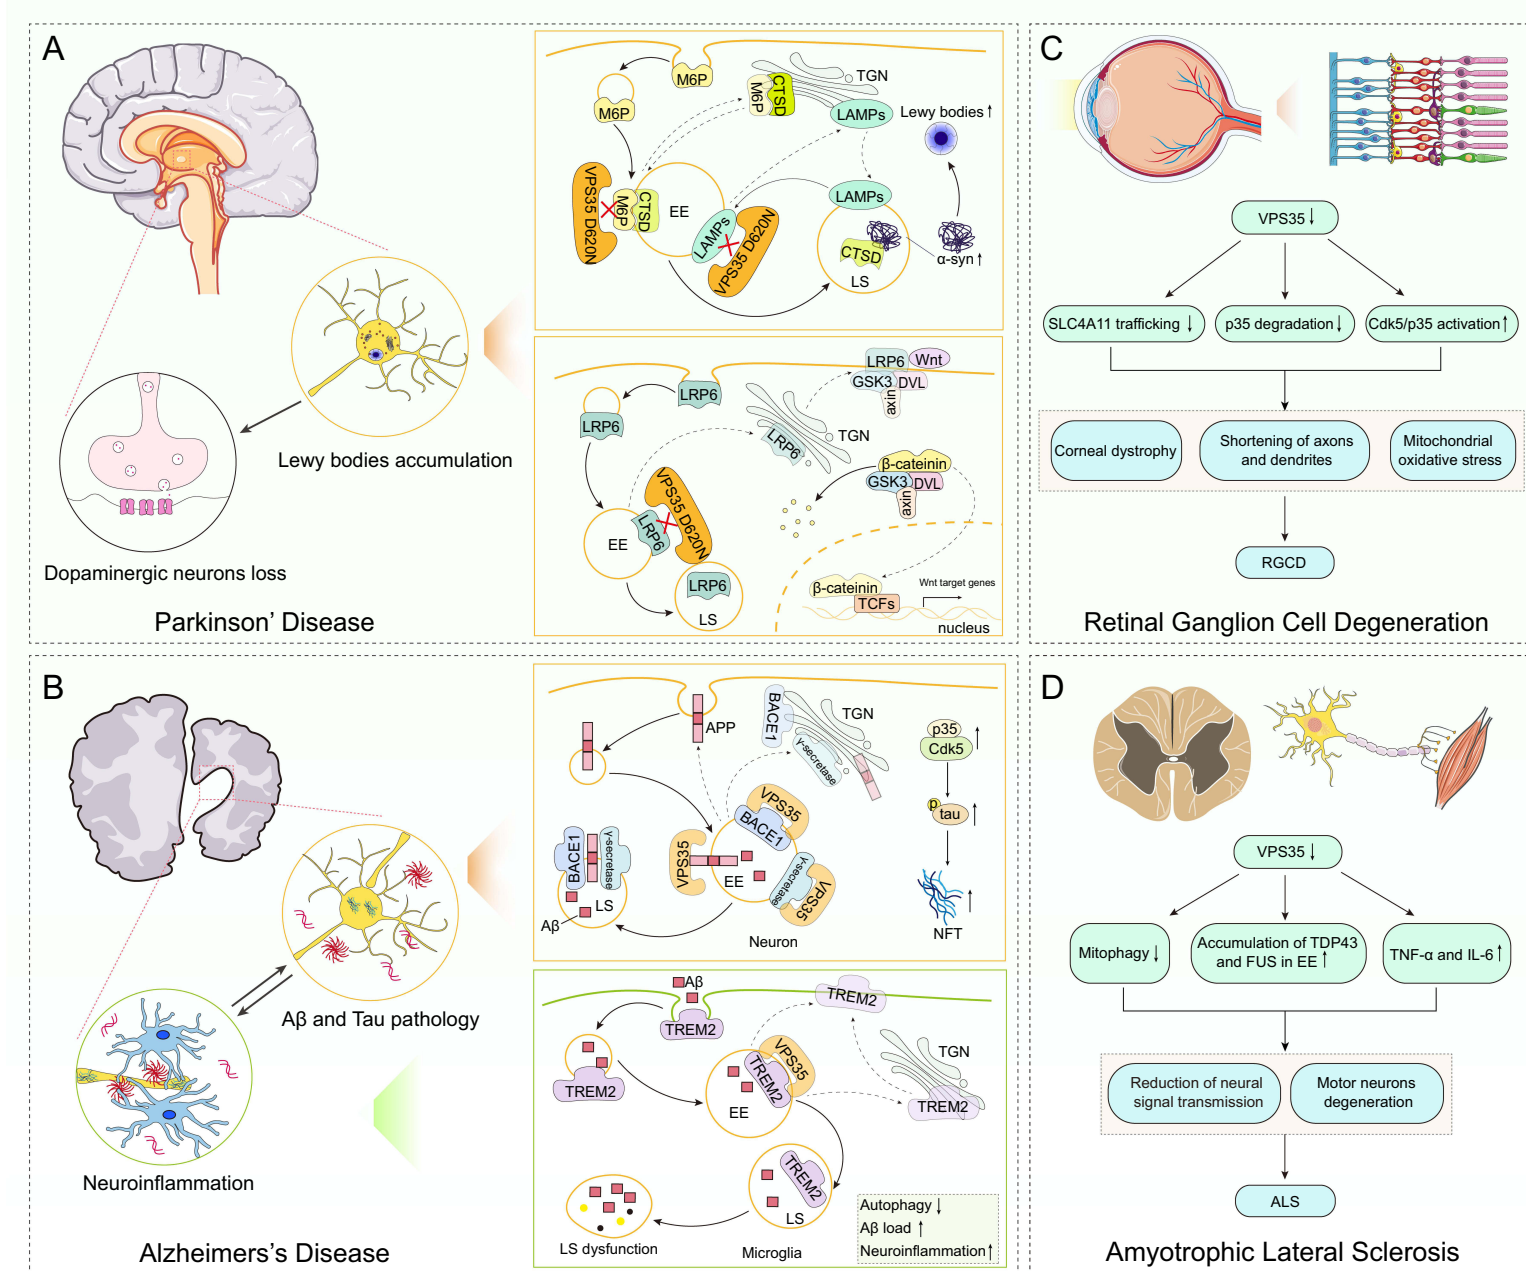 A
M6P
M6P
M6P
CTSD
TGN
LAMPs
Lewy bodies ↑
VPS35 D620N
M6P
CTSD
EE
LAMPs
VPS35 D620N
LAMPs
CTSD
LS
α-syn ↑
Lewy bodies accumulation
Dopaminergic neurons loss
Parkinson’ Disease
LRP6
LRP6
LRP6
TGN
LRP6
Wnt
GSK3
DVL
axin
β-cateinin
GSK3
DVL
axin
VPS35 D620N
LRP6
EE
LRP6
LS
β-cateinin
TCFs
Wnt target genes
nucleus
B
APP
BACE1
γ-secretase
TGN
p35
Cdk5
↑
p
tau
↑
NFT
↑
VPS35
BACE1
VPS35
EE
γ-secretase
VPS35
BACE1
γ-secretase
LS
Aβ
Neuron
Aβ and Tau pathology
Neuroinflammation
Alzheimers’s Disease
Aβ
TREM2
TREM2
TREM2
TGN
TREM2
VPS35
TREM2
EE
TREM2
LS
LS dysfunction
Microglia
Autophagy ↓
Aβ load ↑
Neuroinflammation ↑
C
VPS35 ↓
SLC4A11 trafficking ↓
p35 degradation ↓
Cdk5/p35 activation ↑
Corneal dystrophy
Shortening of axons
and dendrites
Mitochondrial
oxidative stress
RGCD
Retinal Ganglion Cell Degeneration
D
VPS35 ↓
Mitophagy ↓
Accumulation of TDP43
and FUS in EE ↑
TNF-α and IL-6 ↑
Reduction of neural
signal transmission
Motor neurons
degeneration
ALS
Amyotrophic Lateral Sclerosis